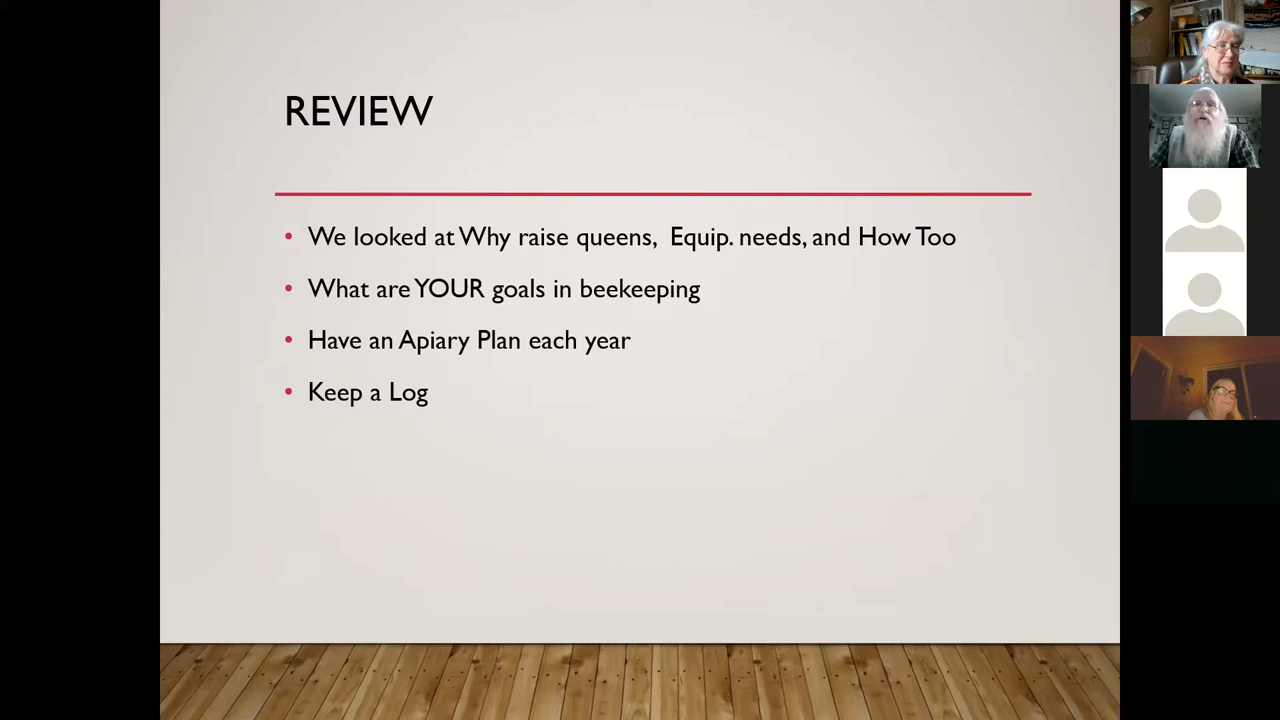 REVIEW
We looked at Why raise queens, Equip. needs, and How Too
What are YOUR goals in beekeeping
Have an Apiary Plan each year
Keep a Log